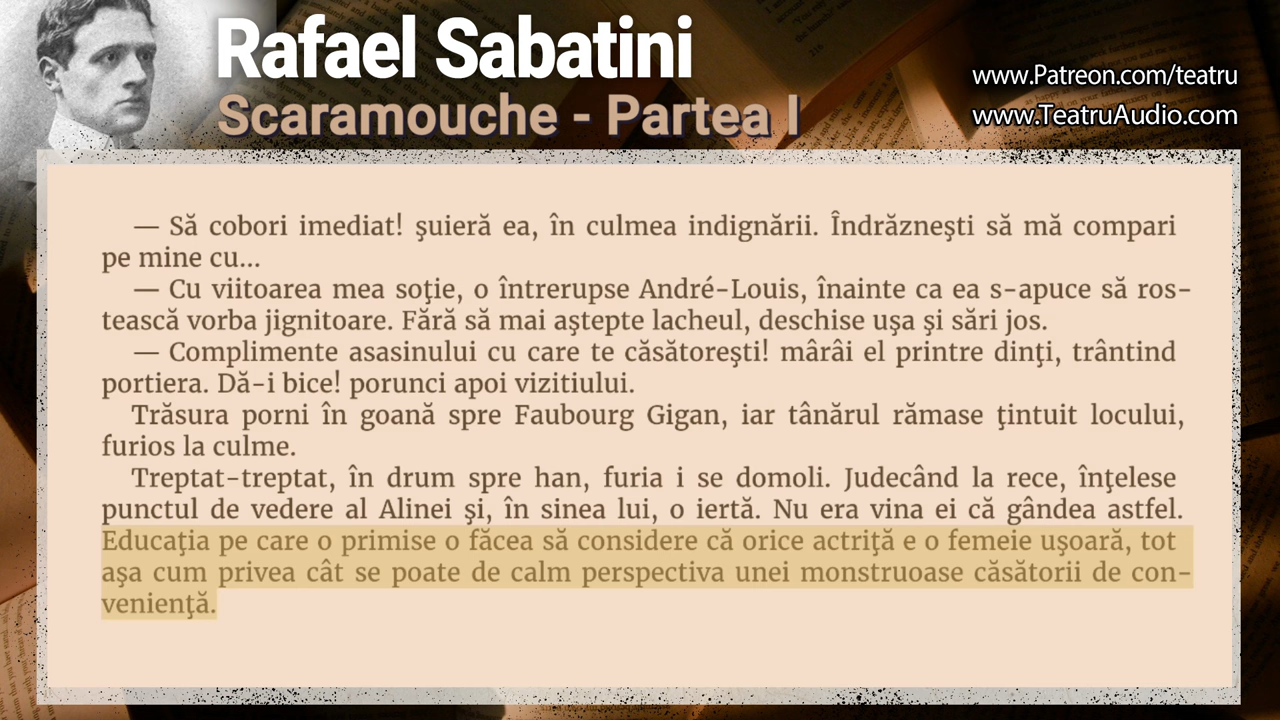 Rafael Sabatini
Scaramouche - Partea I
www.Patreon.com/teatru
www.TeatruAudio.com
— Să cobori imediat! şuieră ea, în culmea indignării. Îndrăzneşti să mă compari
pe mine cu...
— Cu viitoarea mea soţie, o întrerupse André-Louis, înainte ca ea s-apuce să ros-
tească vorba jignitoare. Fără să mai aştepte lacheul, deschise uşa şi sări jos.
— Complimente asasinului cu care te căsătoreşti! mârâi el printre dinţi, trântind
portiera. Dă-i bice! porunci apoi vizitiului.
Trăsura porni în goană spre Faubourg Gigan, iar tânărul rămase ţintuit locului,
furios la culme.
Treptat-treptat, în drum spre han, furia i se domoli. Judecând la rece, înţelese
punctul de vedere al Alinei şi, în sinea lui, o iertă. Nu era vina ei că gândea astfel.
Educaţia pe care o primise o făcea să considere că orice actriţă e o femeie uşoară, tot
aşa cum privea cât se poate de calm perspectiva unei monstruoase căsătorii de con-
venienţă.